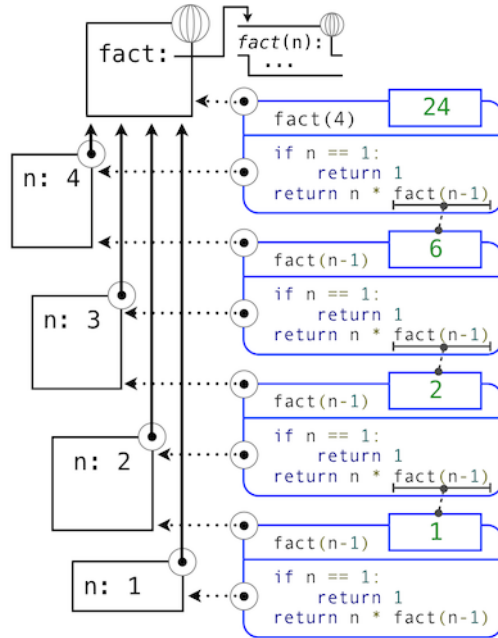 fact:
fact(n):
...
24
fact(4)
if n == 1:
return 1
return n * fact(n-1)
n: 4
6
fact(n-1)
if n == 1:
return 1
return n * fact(n-1)
n: 3
2
fact(n-1)
if n == 1:
return 1
return n * fact(n-1)
n: 2
1
fact(n-1)
if n == 1:
return 1
return n * fact(n-1)
n: 1